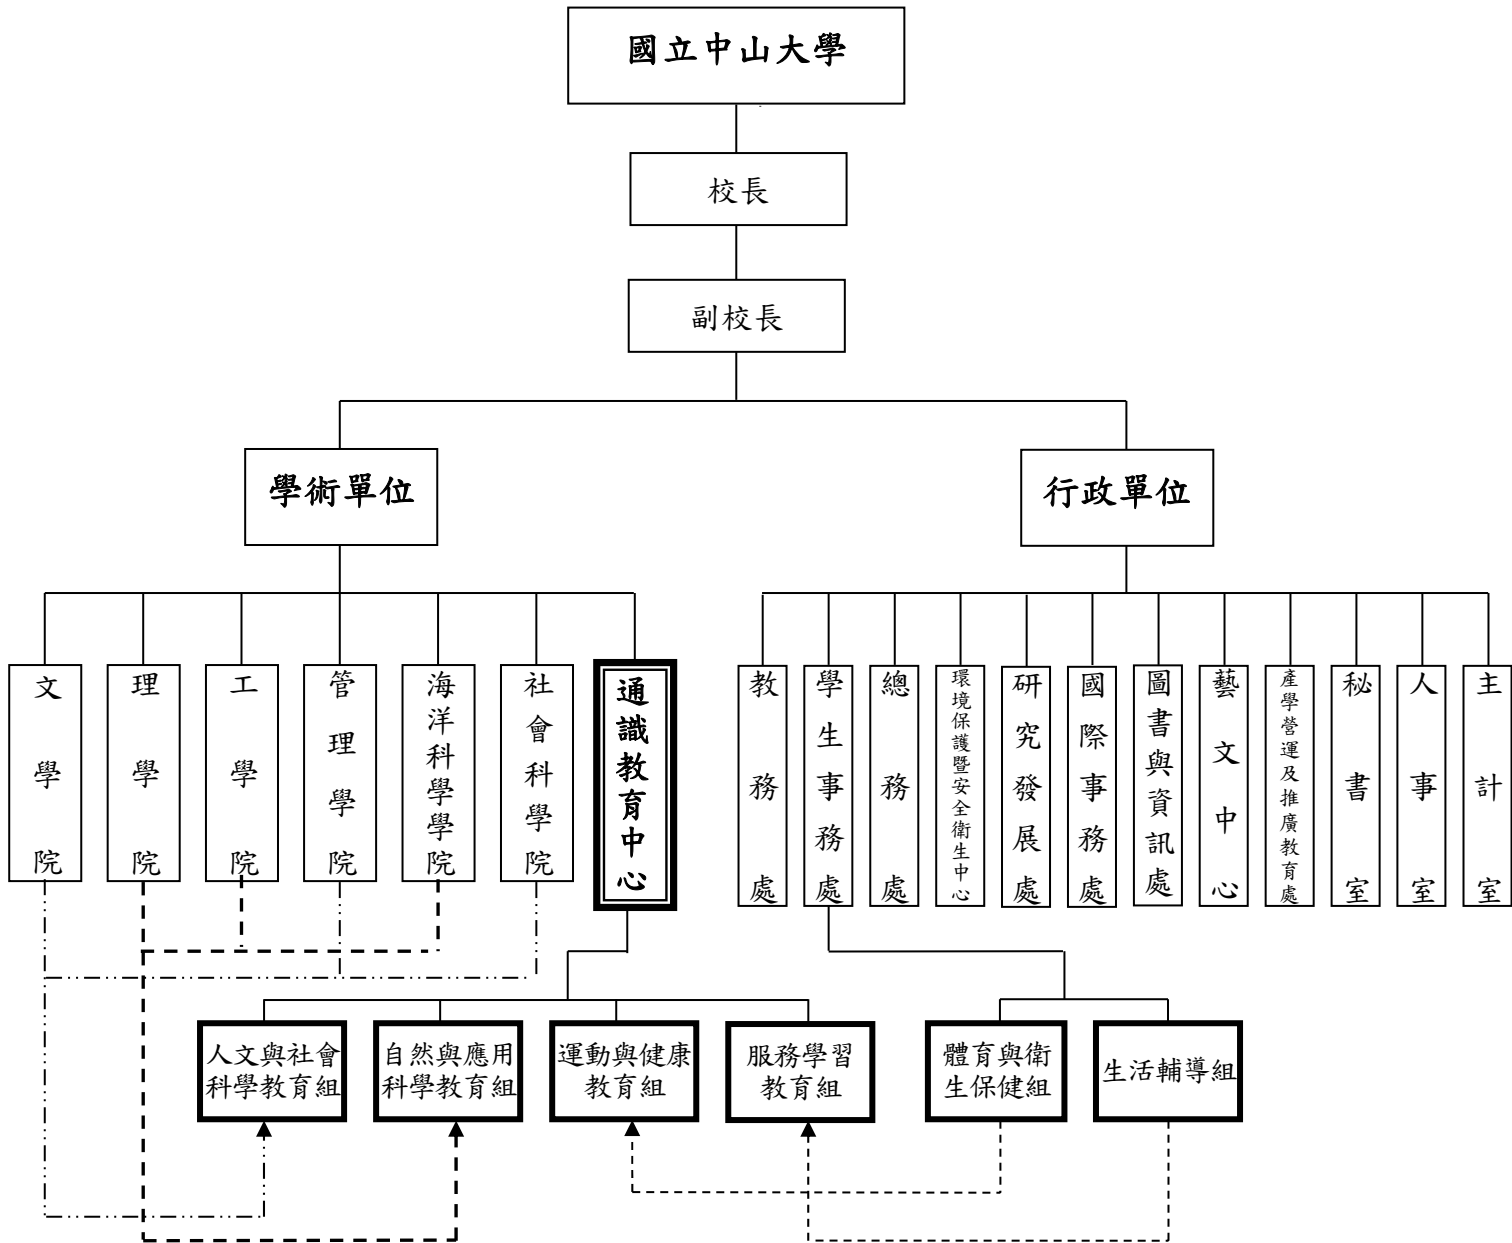 國立中山大學
校長
副校長
學術單位
行政單位
文學院
理學院
工學院
管理學院
海洋科學學院
社會科學院
通識教育中心
教務處
學生事務處
總務處
環境保護暨安全衛生中心
研究發展處
國際事務處
圖書與資訊處
藝文中心
產學營運及推廣教育處
秘書室
人事室
主計室
人文與社會
科學教育組
自然與應用
科學教育組
運動與健康
教育組
服務學習
教育組
體育與衛
生保健組
生活輔導組